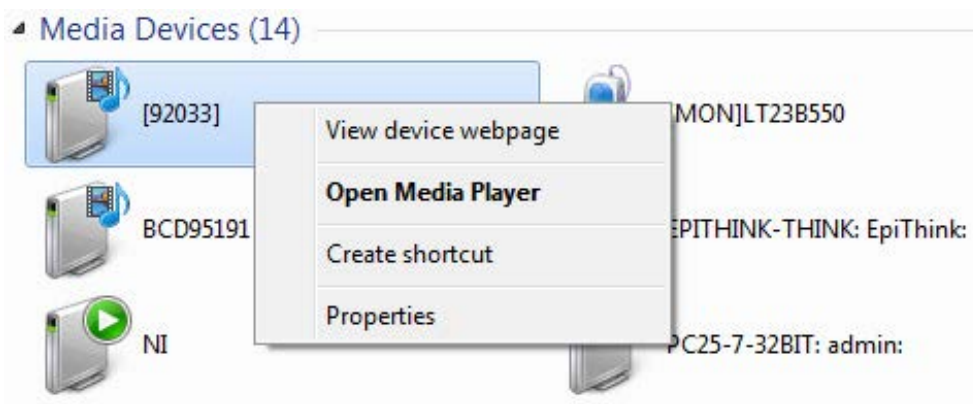 Media Devices (14)
[92033]
View device webpage
MON]LT23B550
Open Media Player
BCD95191
EPITHINK-THINK: EpiThink:
Create shortcut
Properties
NI
PC25-7-32BIT: admin: